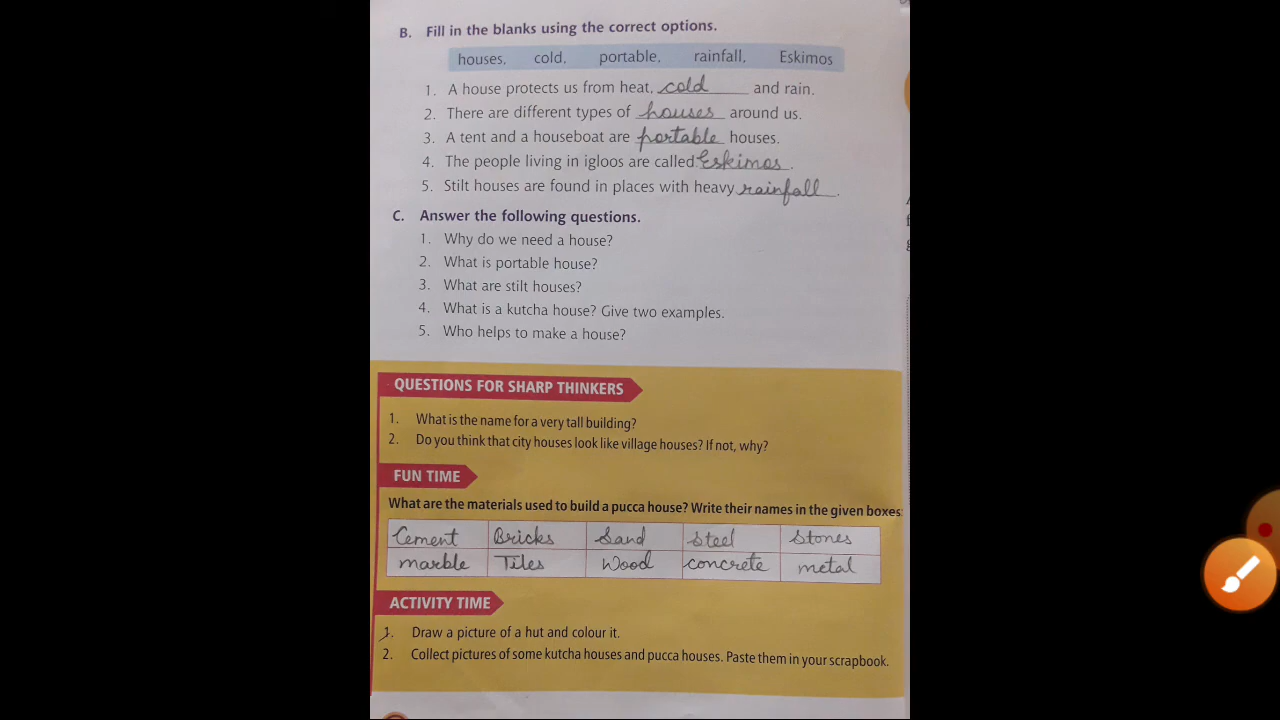 B. Fill in the blanks using the correct options.
houses, cold, portable, rainfall, Eskimos
1. A house protects us from heat, cold and rain.
2. There are different types of houses around us.
3. A tent and a houseboat are portable houses.
4. The people living in igloos are called Eskimos.
5. Stilt houses are found in places with heavy rainfall.
C. Answer the following questions.
1. Why do we need a house?
2. What is portable house?
3. What are stilt houses?
4. What is a kutcha house? Give two examples.
5. Who helps to make a house?
QUESTIONS FOR SHARP THINKERS
1. What is the name for a very tall building?
2. Do you think that city houses look like village houses? If not, why?
FUN TIME
What are the materials used to build a pucca house? Write their names in the given boxes
Cement Bricks Sand Steel Stones
marble Tiles Wood concrete metal
ACTIVITY TIME
1. Draw a picture of a hut and colour it.
2. Collect pictures of some kutcha houses and pucca houses. Paste them in your scrapbook.